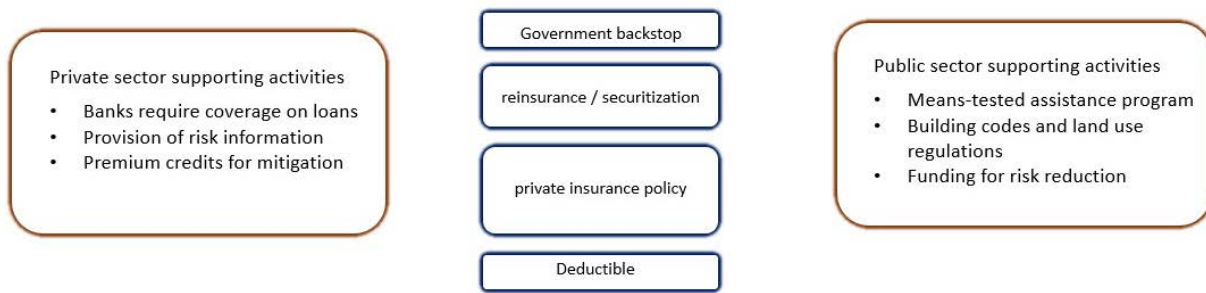 Private sector supporting activities
• Banks require coverage on loans
• Provision of risk information
• Premium credits for mitigation
Government backstop
reinsurance / securitization
private insurance policy
Deductible
Public sector supporting activities
• Means-tested assistance program
• Building codes and land use
regulations
• Funding for risk reduction